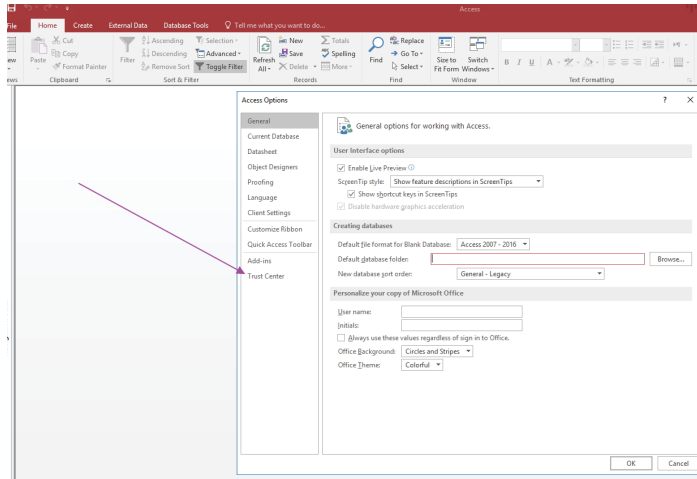 Access
File Home Create External Data Database Tools Tell me what you want to do...
Cut
Copy
Format Painter
Paste
Clipboard
Filter
Ascending
Descending
Remove Sort
Selection
Advanced
Toggle Filter
Sort & Filter
Refresh
All
New
Save
Delete
Totals
Spelling
More
Records
Find
Replace
Go To
Select
Find
Size to
Fit Form
Switch
Windows
Window
B I U A
Text Formatting
Access Options ? X
General
Current Database
Datasheet
Object Designers
Proofing
Language
Client Settings
Customize Ribbon
Quick Access Toolbar
Add-ins
Trust Center
General options for working with Access.
User Interface options
Enable Live Preview
ScreenTip style: Show feature descriptions in ScreenTips
Show shortcut keys in ScreenTips
Disable hardware graphics acceleration
Creating databases
Default file format for Blank Database: Access 2007 - 2016
Default database folder: Browse...
New database sort order: General - Legacy
Personalize your copy of Microsoft Office
User name:
Initials:
Always use these values regardless of sign in to Office.
Office Background: Circles and Stripes
Office Theme: Colorful
OK Cancel